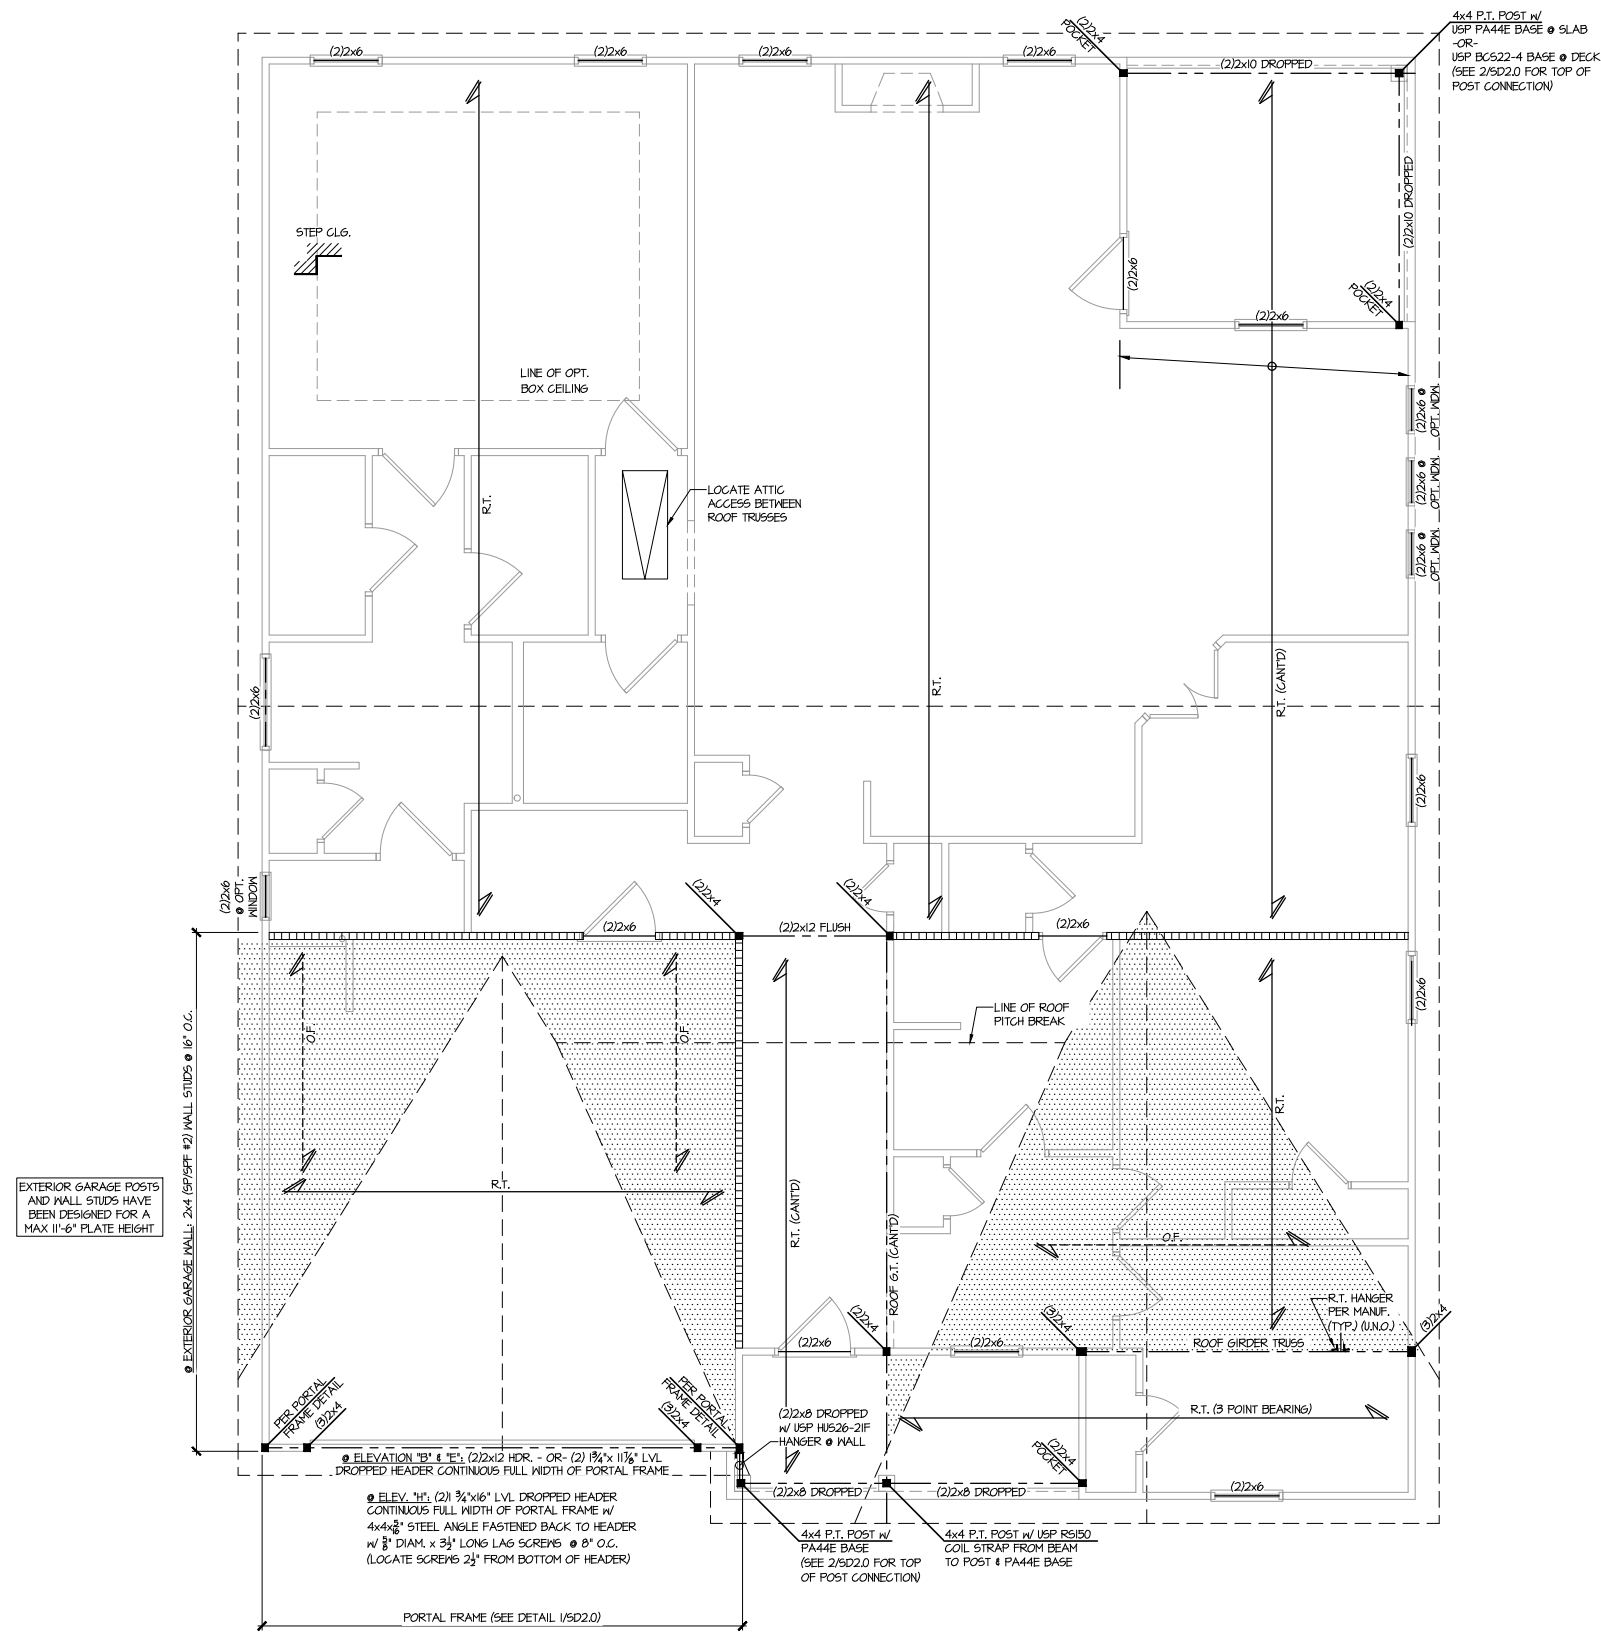 (2)2x6
(2)2x6
(2)2x6
(2)2x6
(2)2x4
POCKET
(2)2x10 DROPPED
4x4 P.T. POST W/
USP PA44E BASE @ SLAB
-OR-
USP BCS22-4 BASE @ DECK
(SEE 2/SD2.0 FOR TOP OF
POST CONNECTION)
(2)2x10 DROPPED
STEP CLG.
(2)2x6
(2)2x4
POCKET
(2)2x6
LINE OF OPT.
BOX CEILING
(2)2x6 @
OPT. WDW.
(2)2x6 @
OPT. WDW.
(2)2x6 @
OPT. WDW.
R.T.
LOCATE ATTIC
ACCESS BETWEEN
ROOF TRUSSES
R.T.
R.T. (CANT'D)
(2)2x6
(2)2x6
(2)2x6
@ OPT.
WINDOW
(2)2x4
(2)2x4
(2)2x6
(2)2x12 FLUSH
(2)2x6
(2)2x6
LINE OF ROOF
PITCH BREAK
O.F.
O.F.
R.T.
@ EXTERIOR GARAGE WALL: 2x4 (SP/SPF #2) WALL STUDS @ 16" O.C.
EXTERIOR GARAGE POSTS
AND WALL STUDS HAVE
BEEN DESIGNED FOR A
MAX 11'-6" PLATE HEIGHT
R.T.
R.T. (CANT'D)
ROOF G.T. (CANT'D)
O.F.
R.T. HANGER
PER MANUF.
(TYP.) (U.N.O.)
(3)2x4
(2)2x4
(3)2x4
(2)2x6
(2)2x6
ROOF GIRDER TRUSS
PER PORTAL
FRAME DETAIL
(3)2x4
PER PORTAL
FRAME DETAIL
(3)2x4
(2)2x8 DROPPED
W/ USP HUS26-2IF
HANGER @ WALL
R.T. (3 POINT BEARING)
(2)2x4
POCKET
@ ELEVATION "B" & "E": (2)2x12 HDR. - OR- (2) 1 3/4"x 11 7/8" LVL
DROPPED HEADER CONTINUOUS FULL WIDTH OF PORTAL FRAME
(2)2x8 DROPPED
(2)2x8 DROPPED
(2)2x6
@ ELEV. "H": (2)1 3/4"x16" LVL DROPPED HEADER
CONTINUOUS FULL WIDTH OF PORTAL FRAME W/
4x4x5/16" STEEL ANGLE FASTENED BACK TO HEADER
W/ 5/8" DIAM. x 3 1/2" LONG LAG SCREWS @ 8" O.C.
(LOCATE SCREWS 2 1/2" FROM BOTTOM OF HEADER)
4x4 P.T. POST W/
PA44E BASE
(SEE 2/SD2.0 FOR TOP
OF POST CONNECTION)
4x4 P.T. POST W/ USP RS150
COIL STRAP FROM BEAM
TO POST & PA44E BASE
PORTAL FRAME (SEE DETAIL 1/SD2.0)